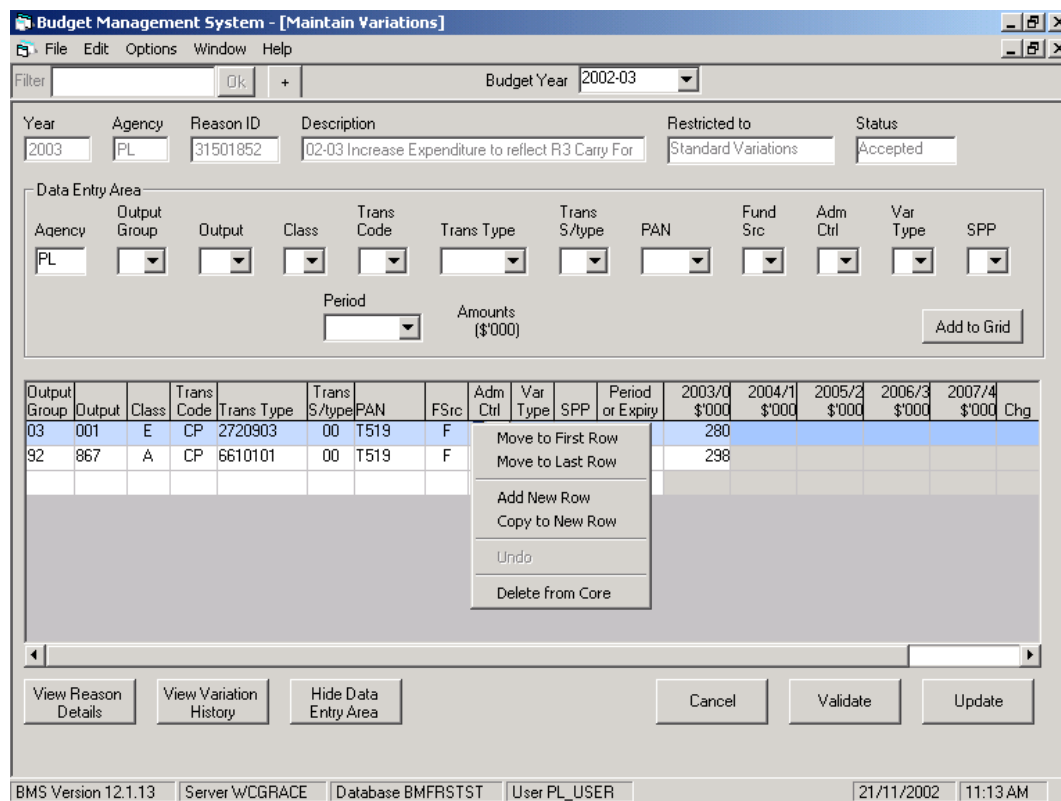 Budget Management System - [Maintain Variations]
File Edit Options Window Help
Filter Ok + Budget Year 2002-03
Year Agency Reason ID Description Restricted to Status
2003 PL 31501852 02-03 Increase Expenditure to reflect R3 Carry For Standard Variations Accepted
Data Entry Area
Agency Output Group Output Class Trans Code Trans Type Trans S/type PAN Fund Src Adm Ctrl Var Type SPP
PL
Period Amounts ($'000) Add to Grid
Output Group Output Class Trans Code Trans Type Trans S/type PAN FSrc Adm Ctrl Var Type SPP Period or Expiry 2003/0 $'000 2004/1 $'000 2005/2 $'000 2006/3 $'000 2007/4 $'000 Chg
03 001 E CP 2720903 00 T519 F 280
92 867 A CP 6610101 00 T519 F 298
Move to First Row
Move to Last Row
Add New Row
Copy to New Row
Undo
Delete from Core
View Reason Details View Variation History Hide Data Entry Area Cancel Validate Update
BMS Version 12.1.13 Server WCGRACE Database BMFRSTST User PL_USER 21/11/2002 11:13 AM